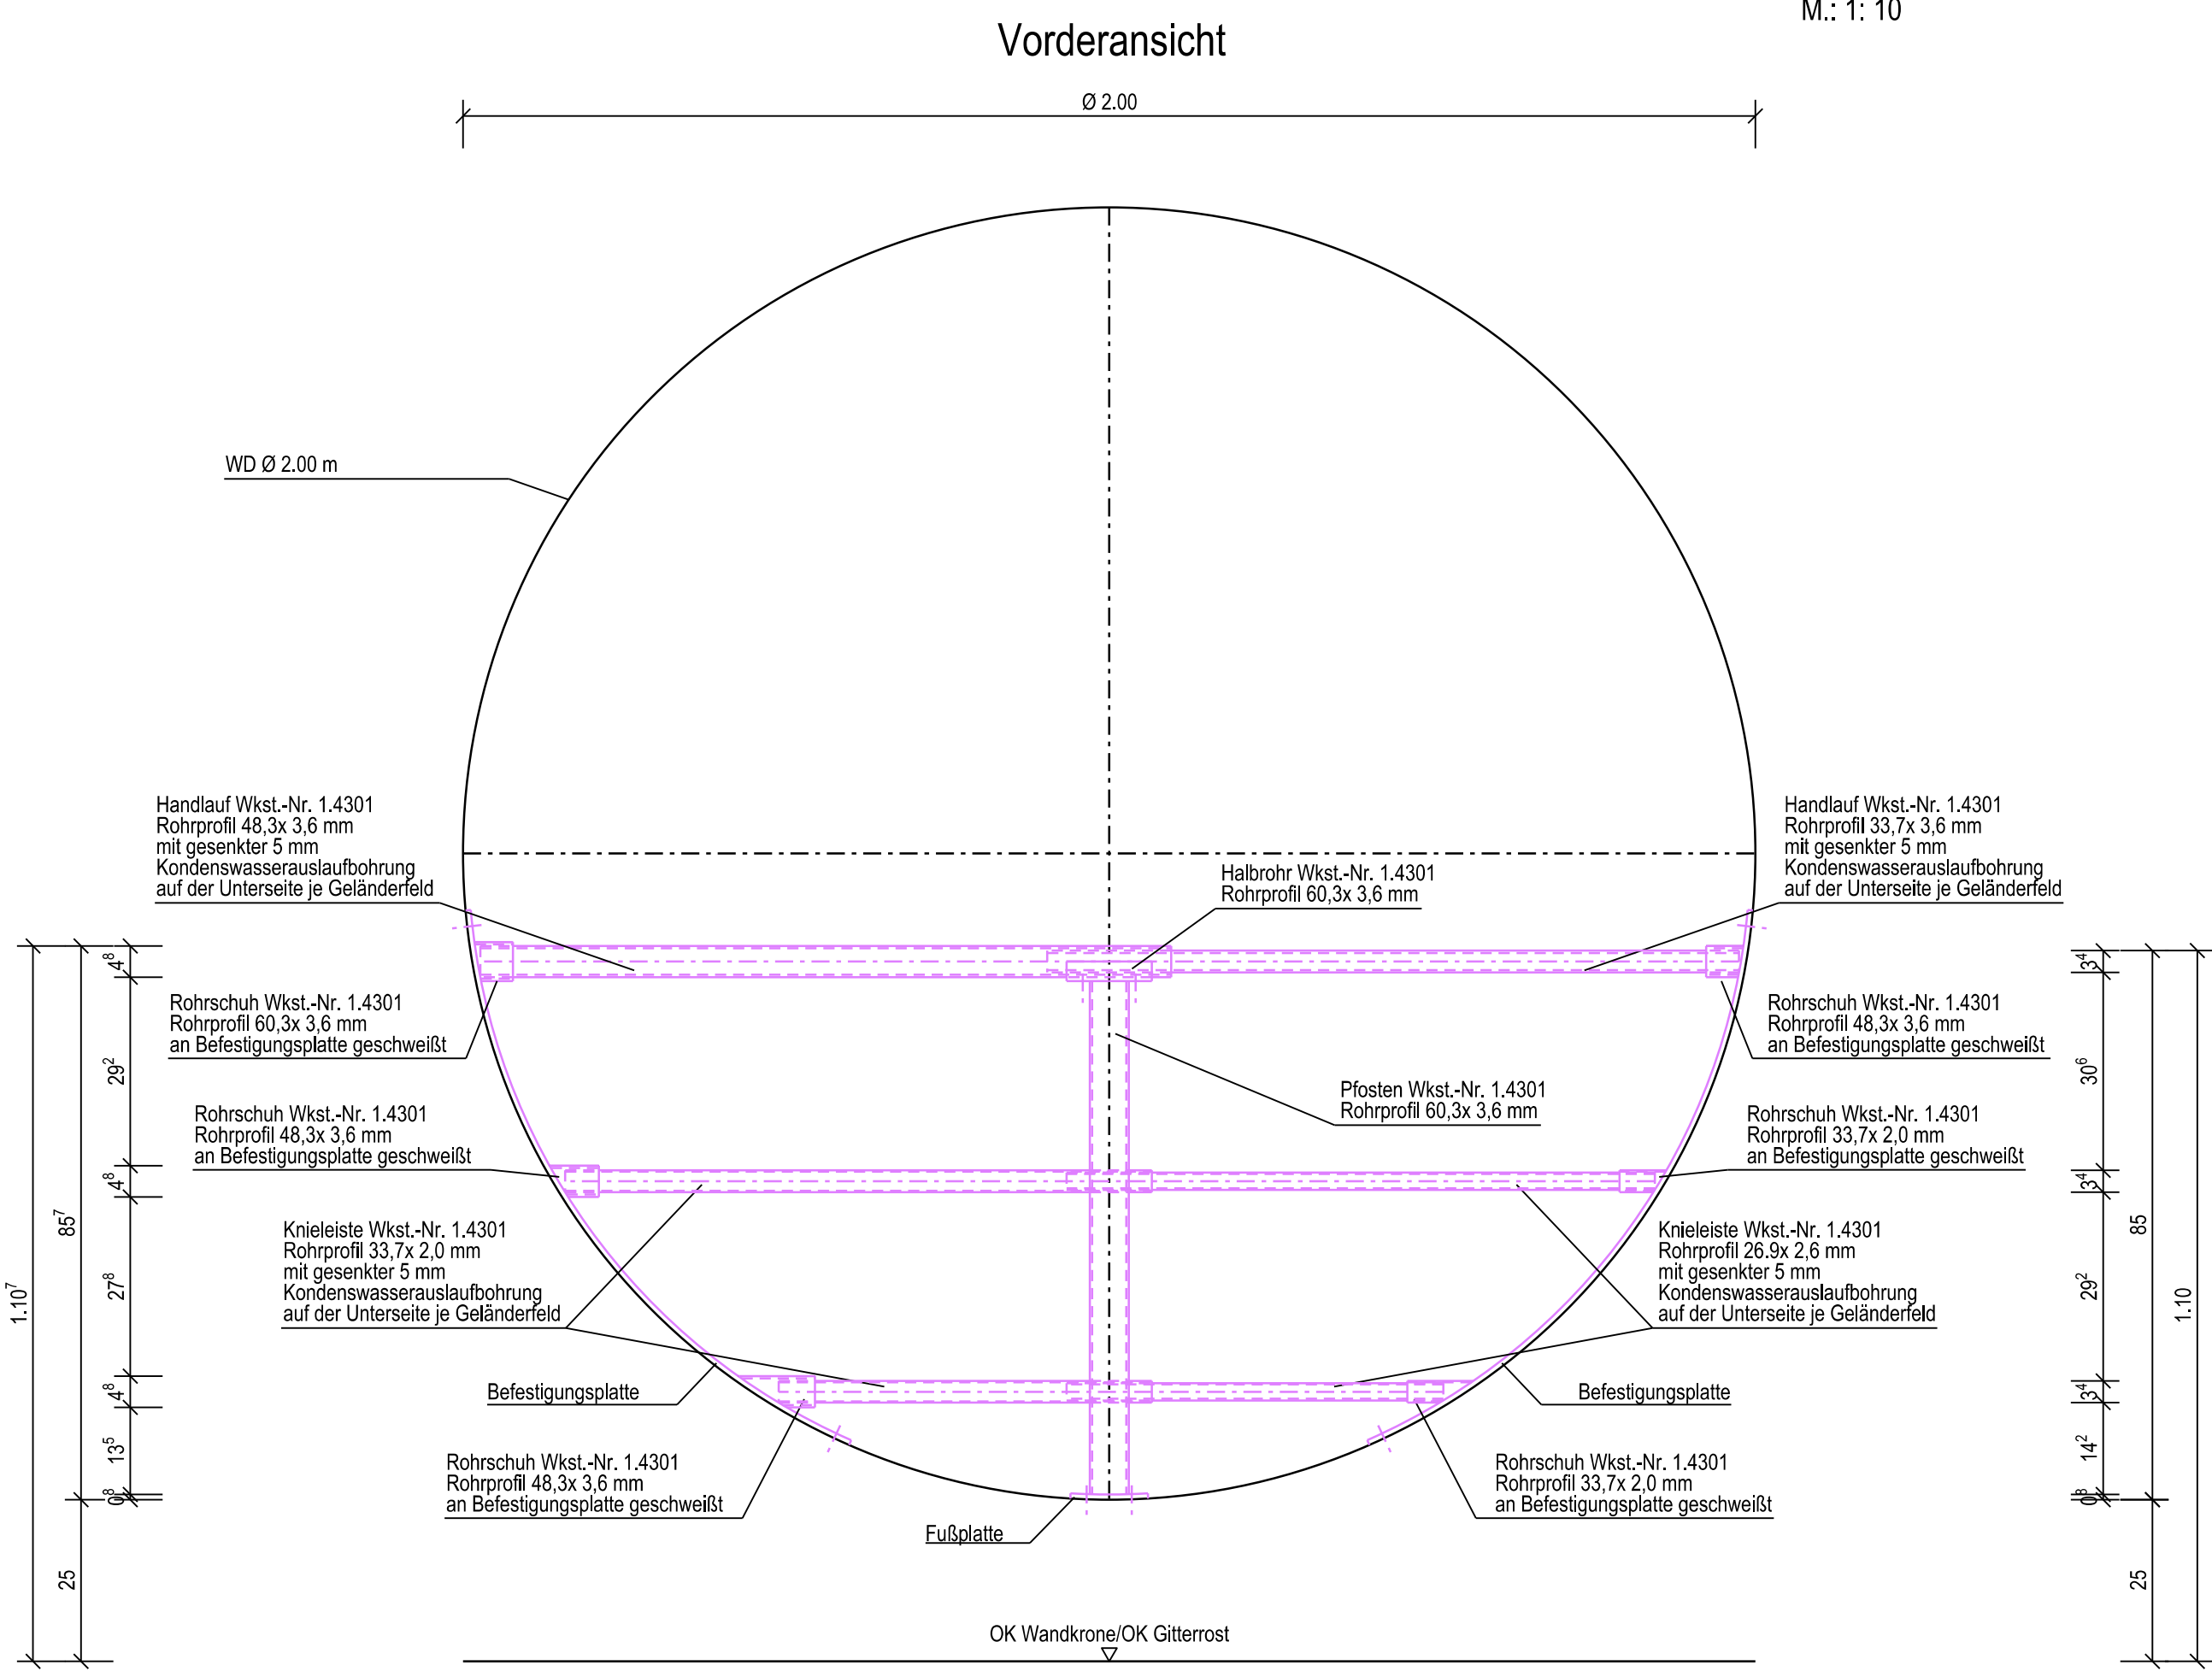 M.: 1: 10
Vorderansicht
Ø 2.00
WD Ø 2.00 m
Handlauf Wkst.-Nr. 1.4301
Rohrprofil 48,3x 3,6 mm
mit gesenkter 5 mm
Kondenswasserauslaufbohrung
auf der Unterseite je Geländerfeld
Handlauf Wkst.-Nr. 1.4301
Rohrprofil 33,7x 3,6 mm
mit gesenkter 5 mm
Kondenswasserauslaufbohrung
auf der Unterseite je Geländerfeld
Halbrohr Wkst.-Nr. 1.4301
Rohrprofil 60,3x 3,6 mm
Rohrschuh Wkst.-Nr. 1.4301
Rohrprofil 60,3x 3,6 mm
an Befestigungsplatte geschweißt
Rohrschuh Wkst.-Nr. 1.4301
Rohrprofil 48,3x 3,6 mm
an Befestigungsplatte geschweißt
Pfosten Wkst.-Nr. 1.4301
Rohrprofil 60,3x 3,6 mm
Rohrschuh Wkst.-Nr. 1.4301
Rohrprofil 48,3x 3,6 mm
an Befestigungsplatte geschweißt
Rohrschuh Wkst.-Nr. 1.4301
Rohrprofil 33,7x 2,0 mm
an Befestigungsplatte geschweißt
Knieleiste Wkst.-Nr. 1.4301
Rohrprofil 33,7x 2,0 mm
mit gesenkter 5 mm
Kondenswasserauslaufbohrung
auf der Unterseite je Geländerfeld
Knieleiste Wkst.-Nr. 1.4301
Rohrprofil 26.9x 2,6 mm
mit gesenkter 5 mm
Kondenswasserauslaufbohrung
auf der Unterseite je Geländerfeld
Befestigungsplatte
Befestigungsplatte
Rohrschuh Wkst.-Nr. 1.4301
Rohrprofil 48,3x 3,6 mm
an Befestigungsplatte geschweißt
Rohrschuh Wkst.-Nr. 1.4301
Rohrprofil 33,7x 2,0 mm
an Befestigungsplatte geschweißt
Fußplatte
OK Wandkrone/OK Gitterrost
1.10⁷
85⁷
25
4⁸
29²
4⁸
27⁸
4⁸
13⁵
0⁸
3⁴
30⁶
3⁴
29²
3⁴
14²
0⁸
85
25
1.10